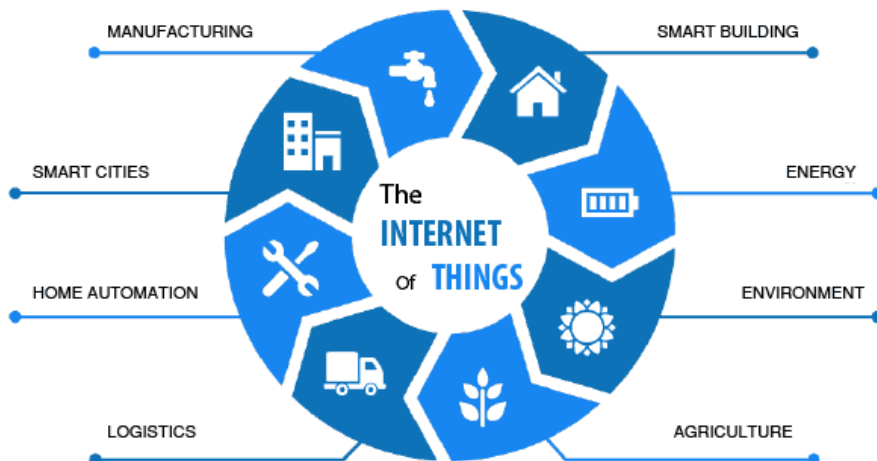 MANUFACTURING
SMART BUILDING
SMART CITIES
ENERGY
The
INTERNET
Of THINGS
HOME AUTOMATION
ENVIRONMENT
LOGISTICS
AGRICULTURE